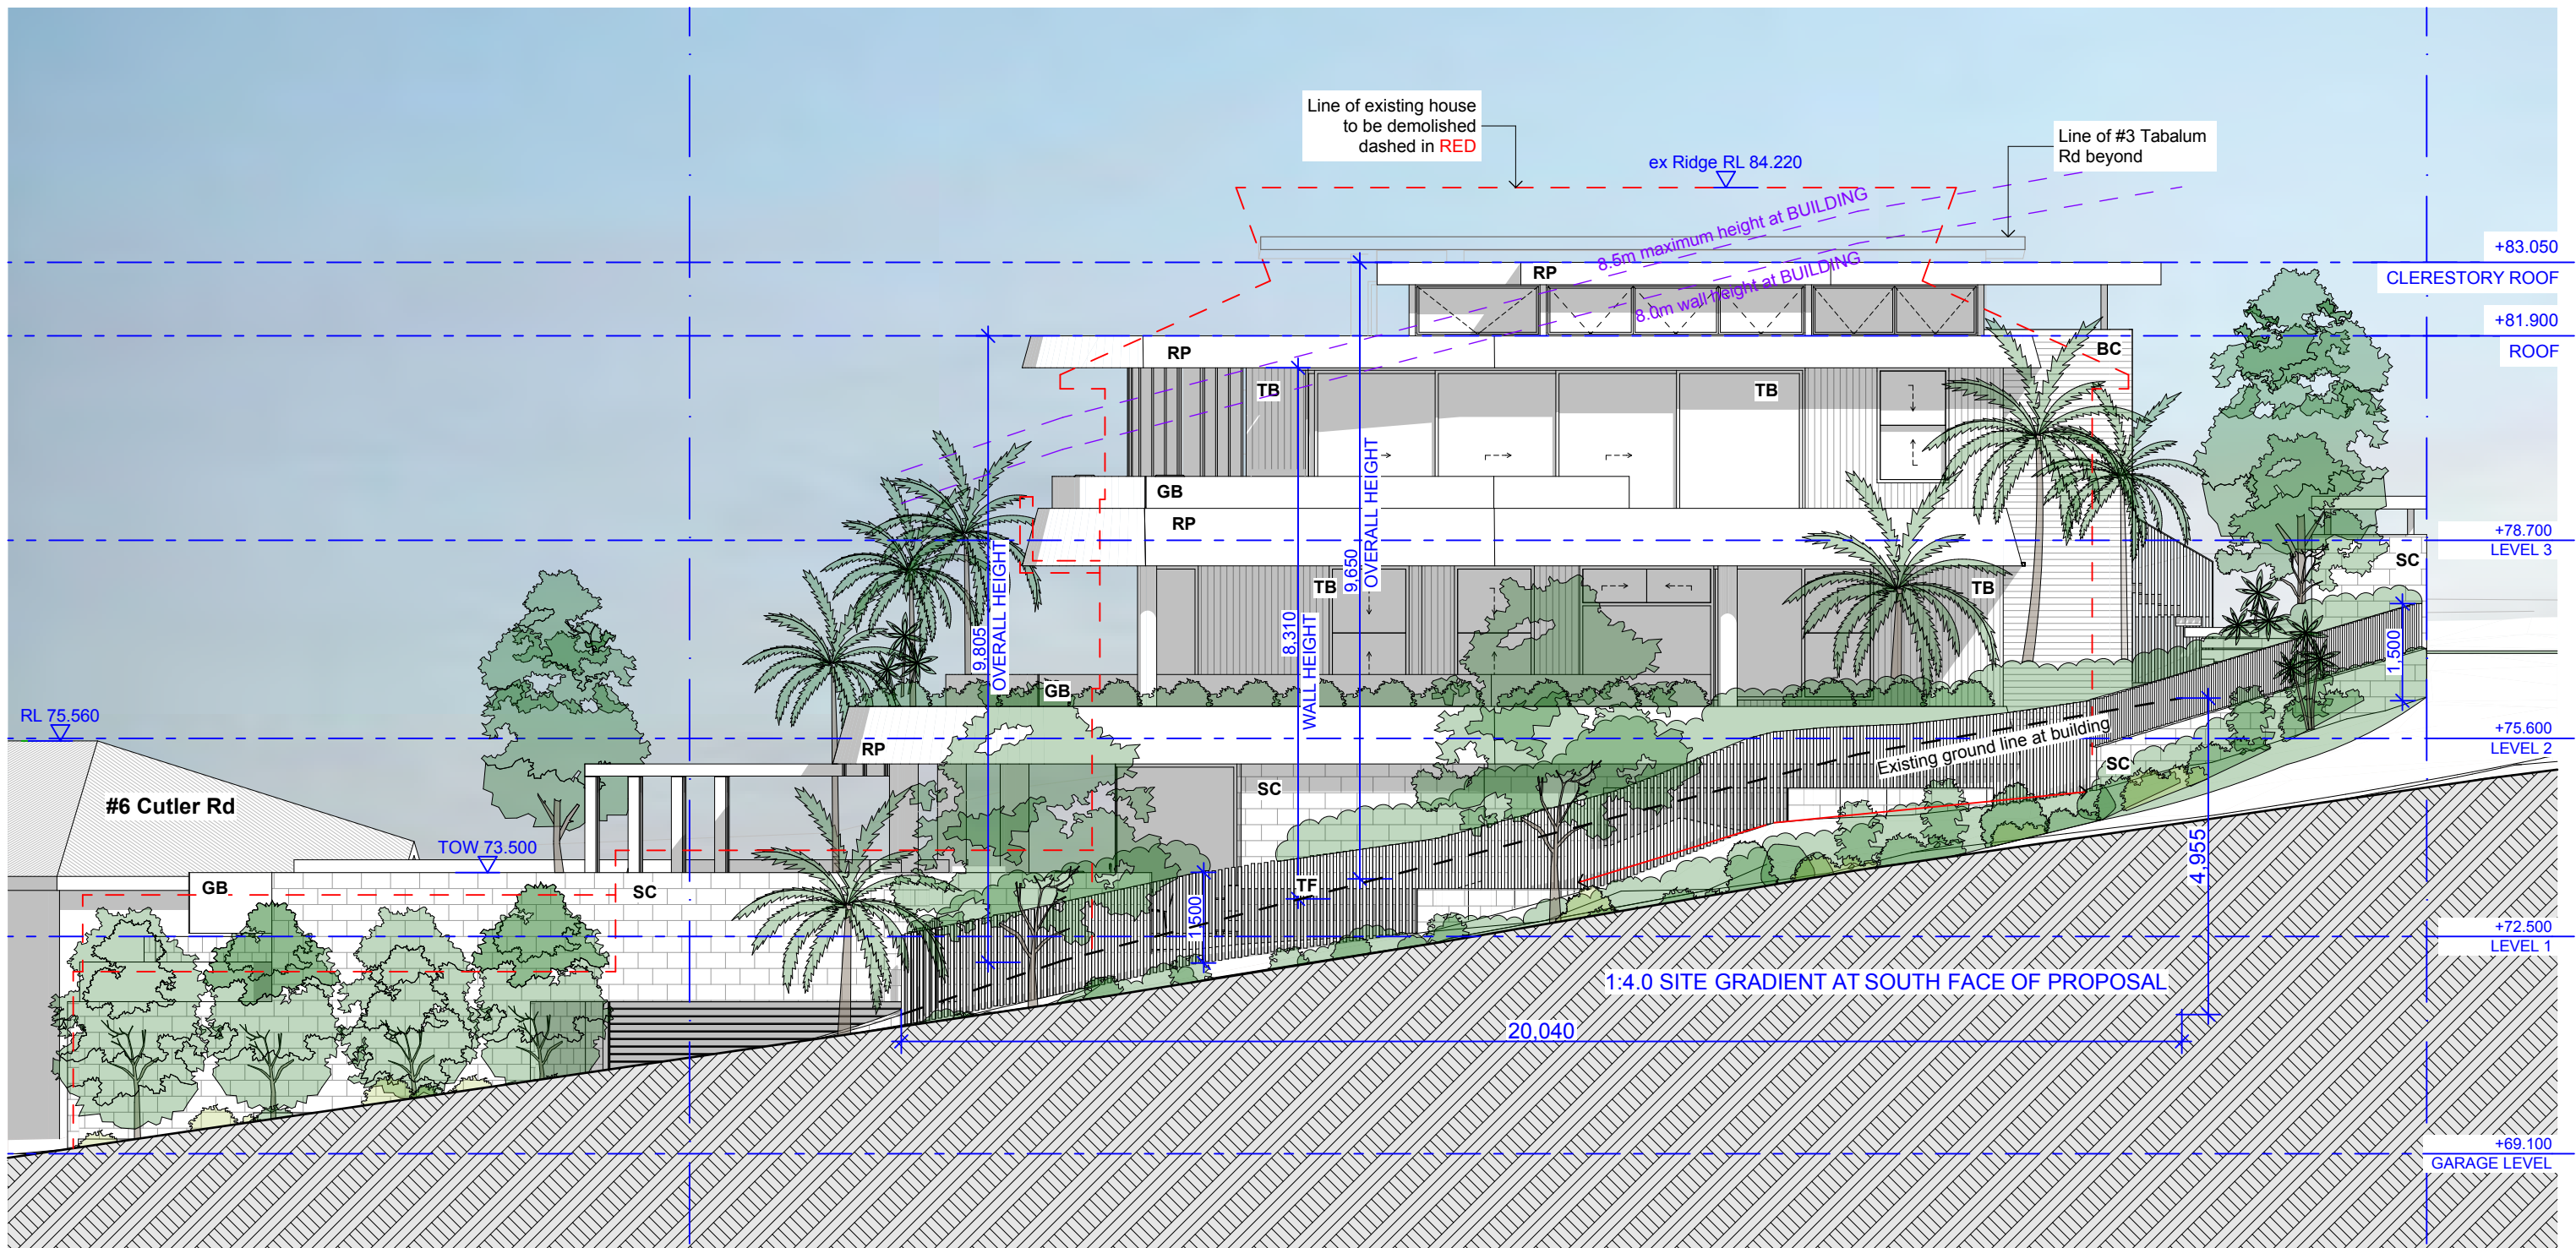 Line of existing house
to be demolished
dashed in RED
Line of #3 Tabalum
Rd beyond
ex Ridge RL 84.220
8.5m maximum height at BUILDING
8.0m wall height at BUILDING
+83.050
CLERESTORY ROOF
+81.900
ROOF
RP
RP
BC
TB
TB
GB
RP
9.650
OVERALL HEIGHT
+78.700
LEVEL 3
SC
9.805
OVERALL HEIGHT
8,310
WALL HEIGHT
TB
TB
1,500
GB
RL 75.560
RP
Existing ground line at building
+75.600
LEVEL 2
SC
SC
#6 Cutler Rd
TOW 73.500
GB
SC
TF
1,500
4,955
+72.500
LEVEL 1
1:4.0 SITE GRADIENT AT SOUTH FACE OF PROPOSAL
20,040
+69.100
GARAGE LEVEL